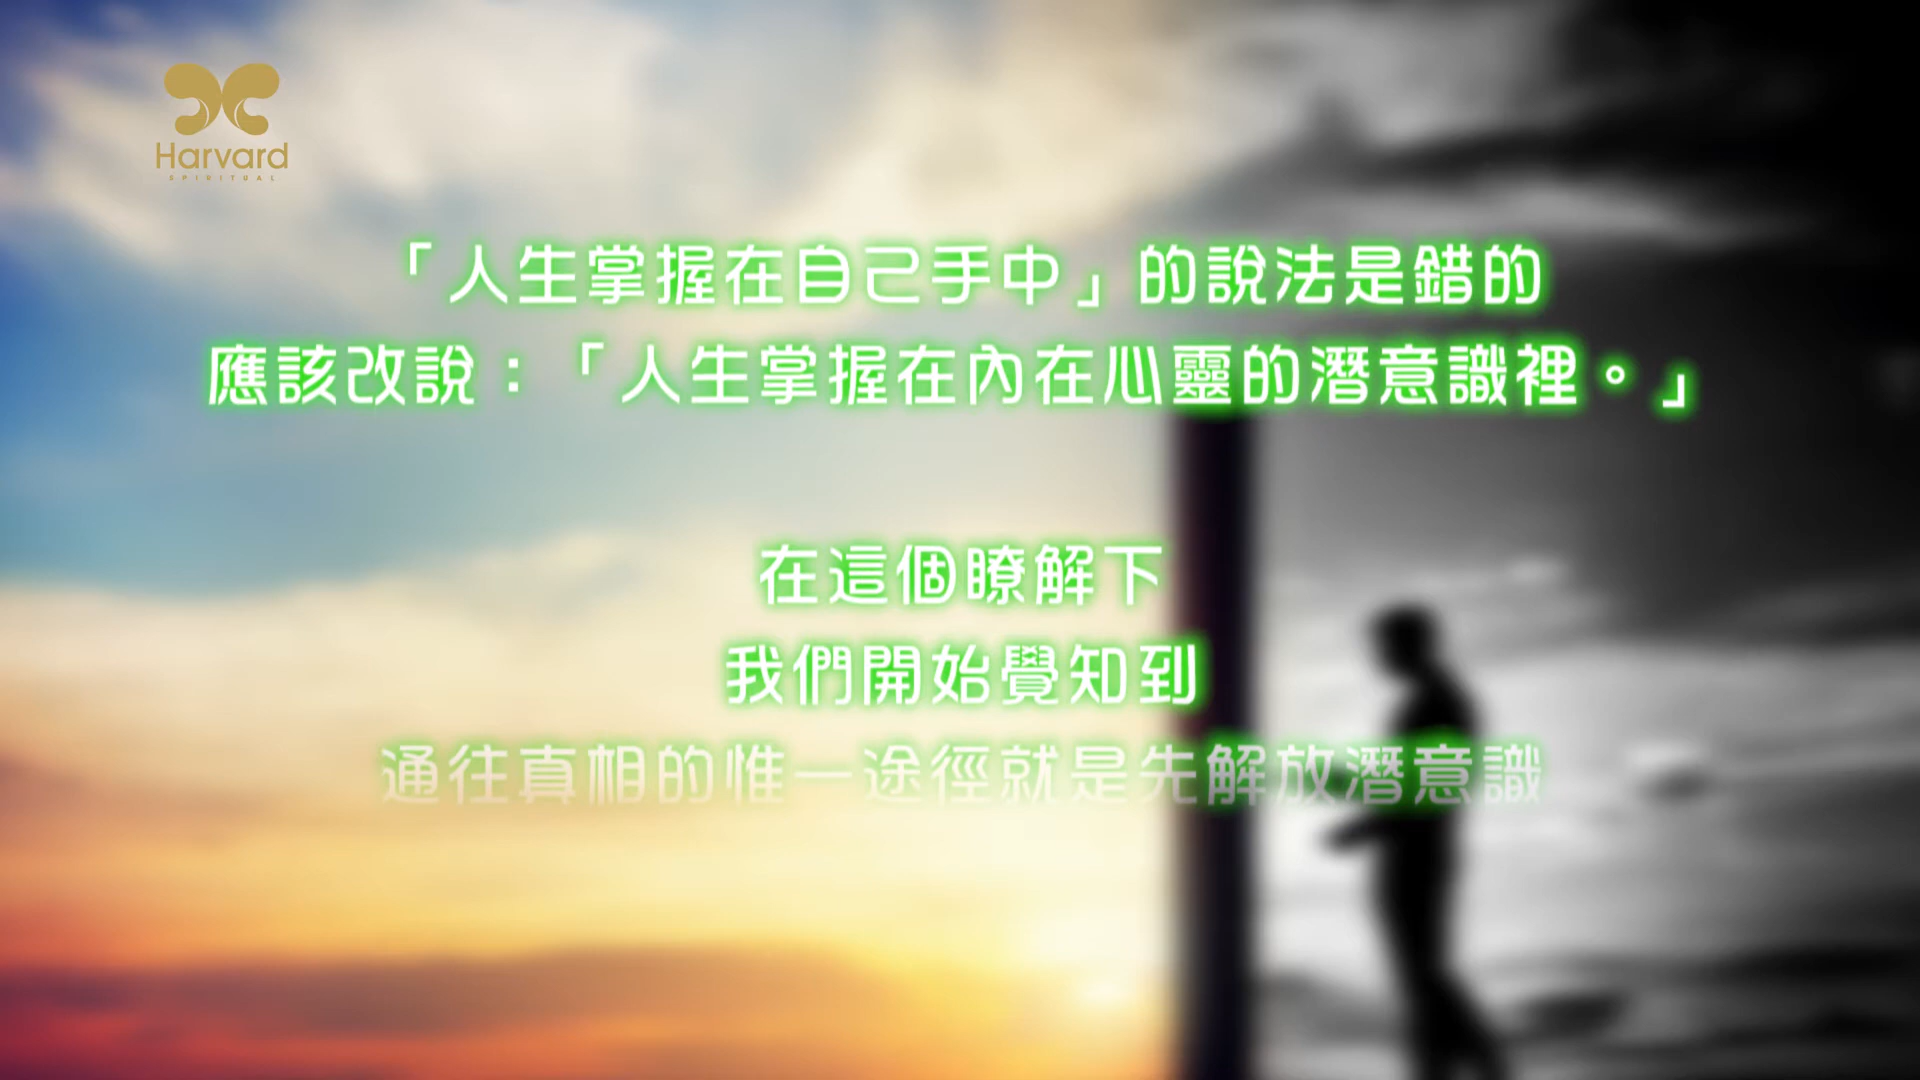 Harvard
SPIRITUAL
「人生掌握在自己手中」的說法是錯的
應該改說：「人生掌握在內在心靈的潛意識裡。」
在這個瞭解下
我們開始覺知到
通往真相的惟一途徑就是先解放潛意識